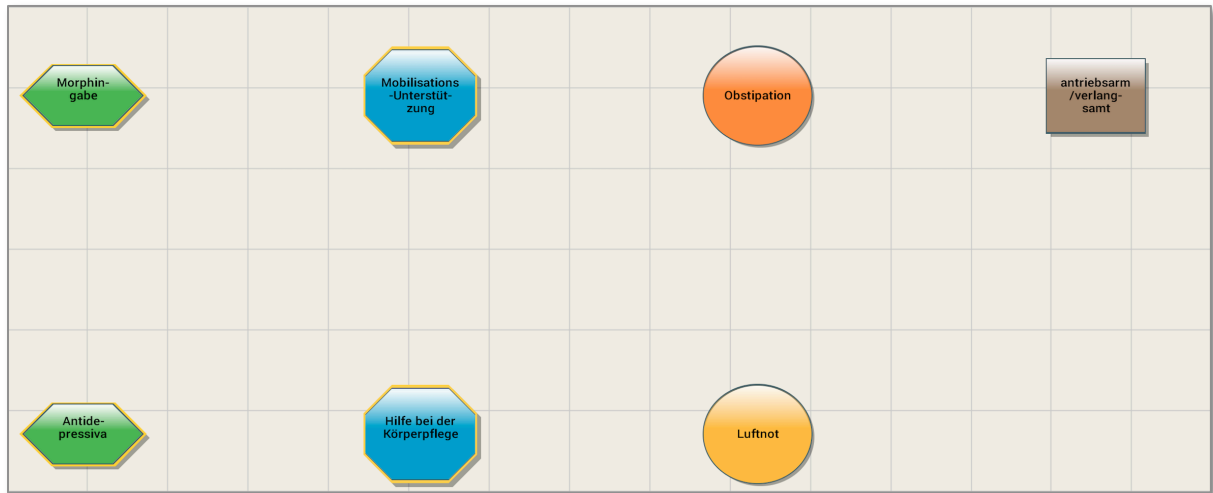 Morphin-
gabe
Mobilisations
-Unterstüt-
zung
Obstipation
antriebsarm
/verlang-
samt
Antide-
pressiva
Hilfe bei der
Körperpflege
Luftnot